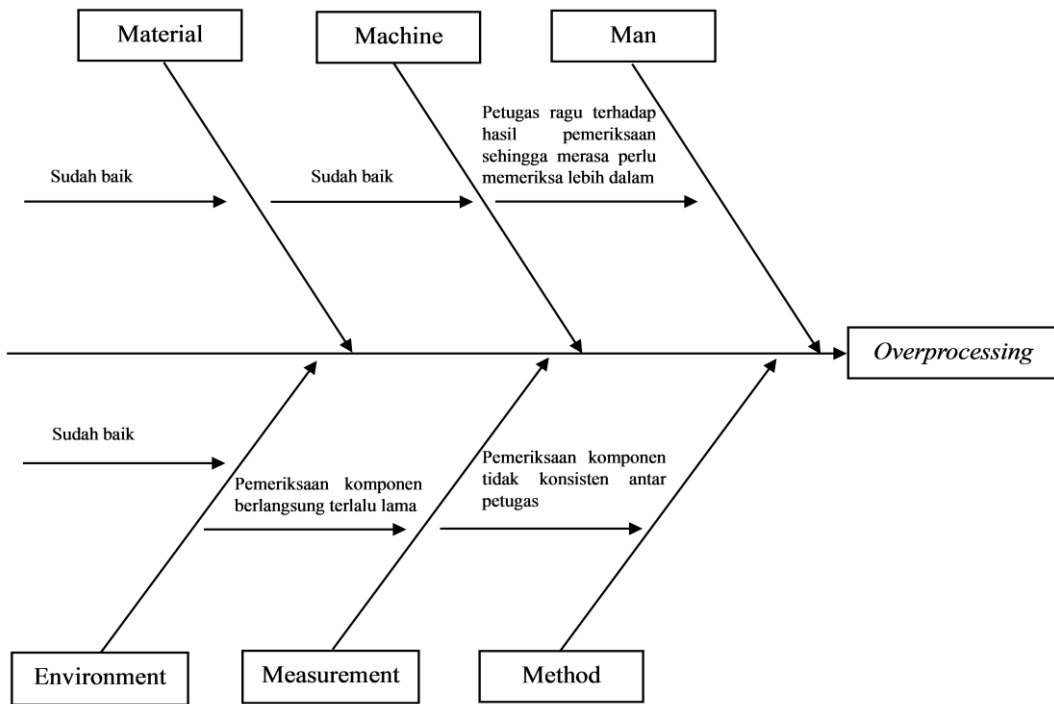 Material
Machine
Man
Petugas ragu terhadap
hasil pemeriksaan
sehingga merasa perlu
memeriksa lebih dalam
Sudah baik
Sudah baik
Overprocessing
Sudah baik
Pemeriksaan komponen
berlangsung terlalu lama
Pemeriksaan komponen
tidak konsisten antar
petugas
Environment
Measurement
Method